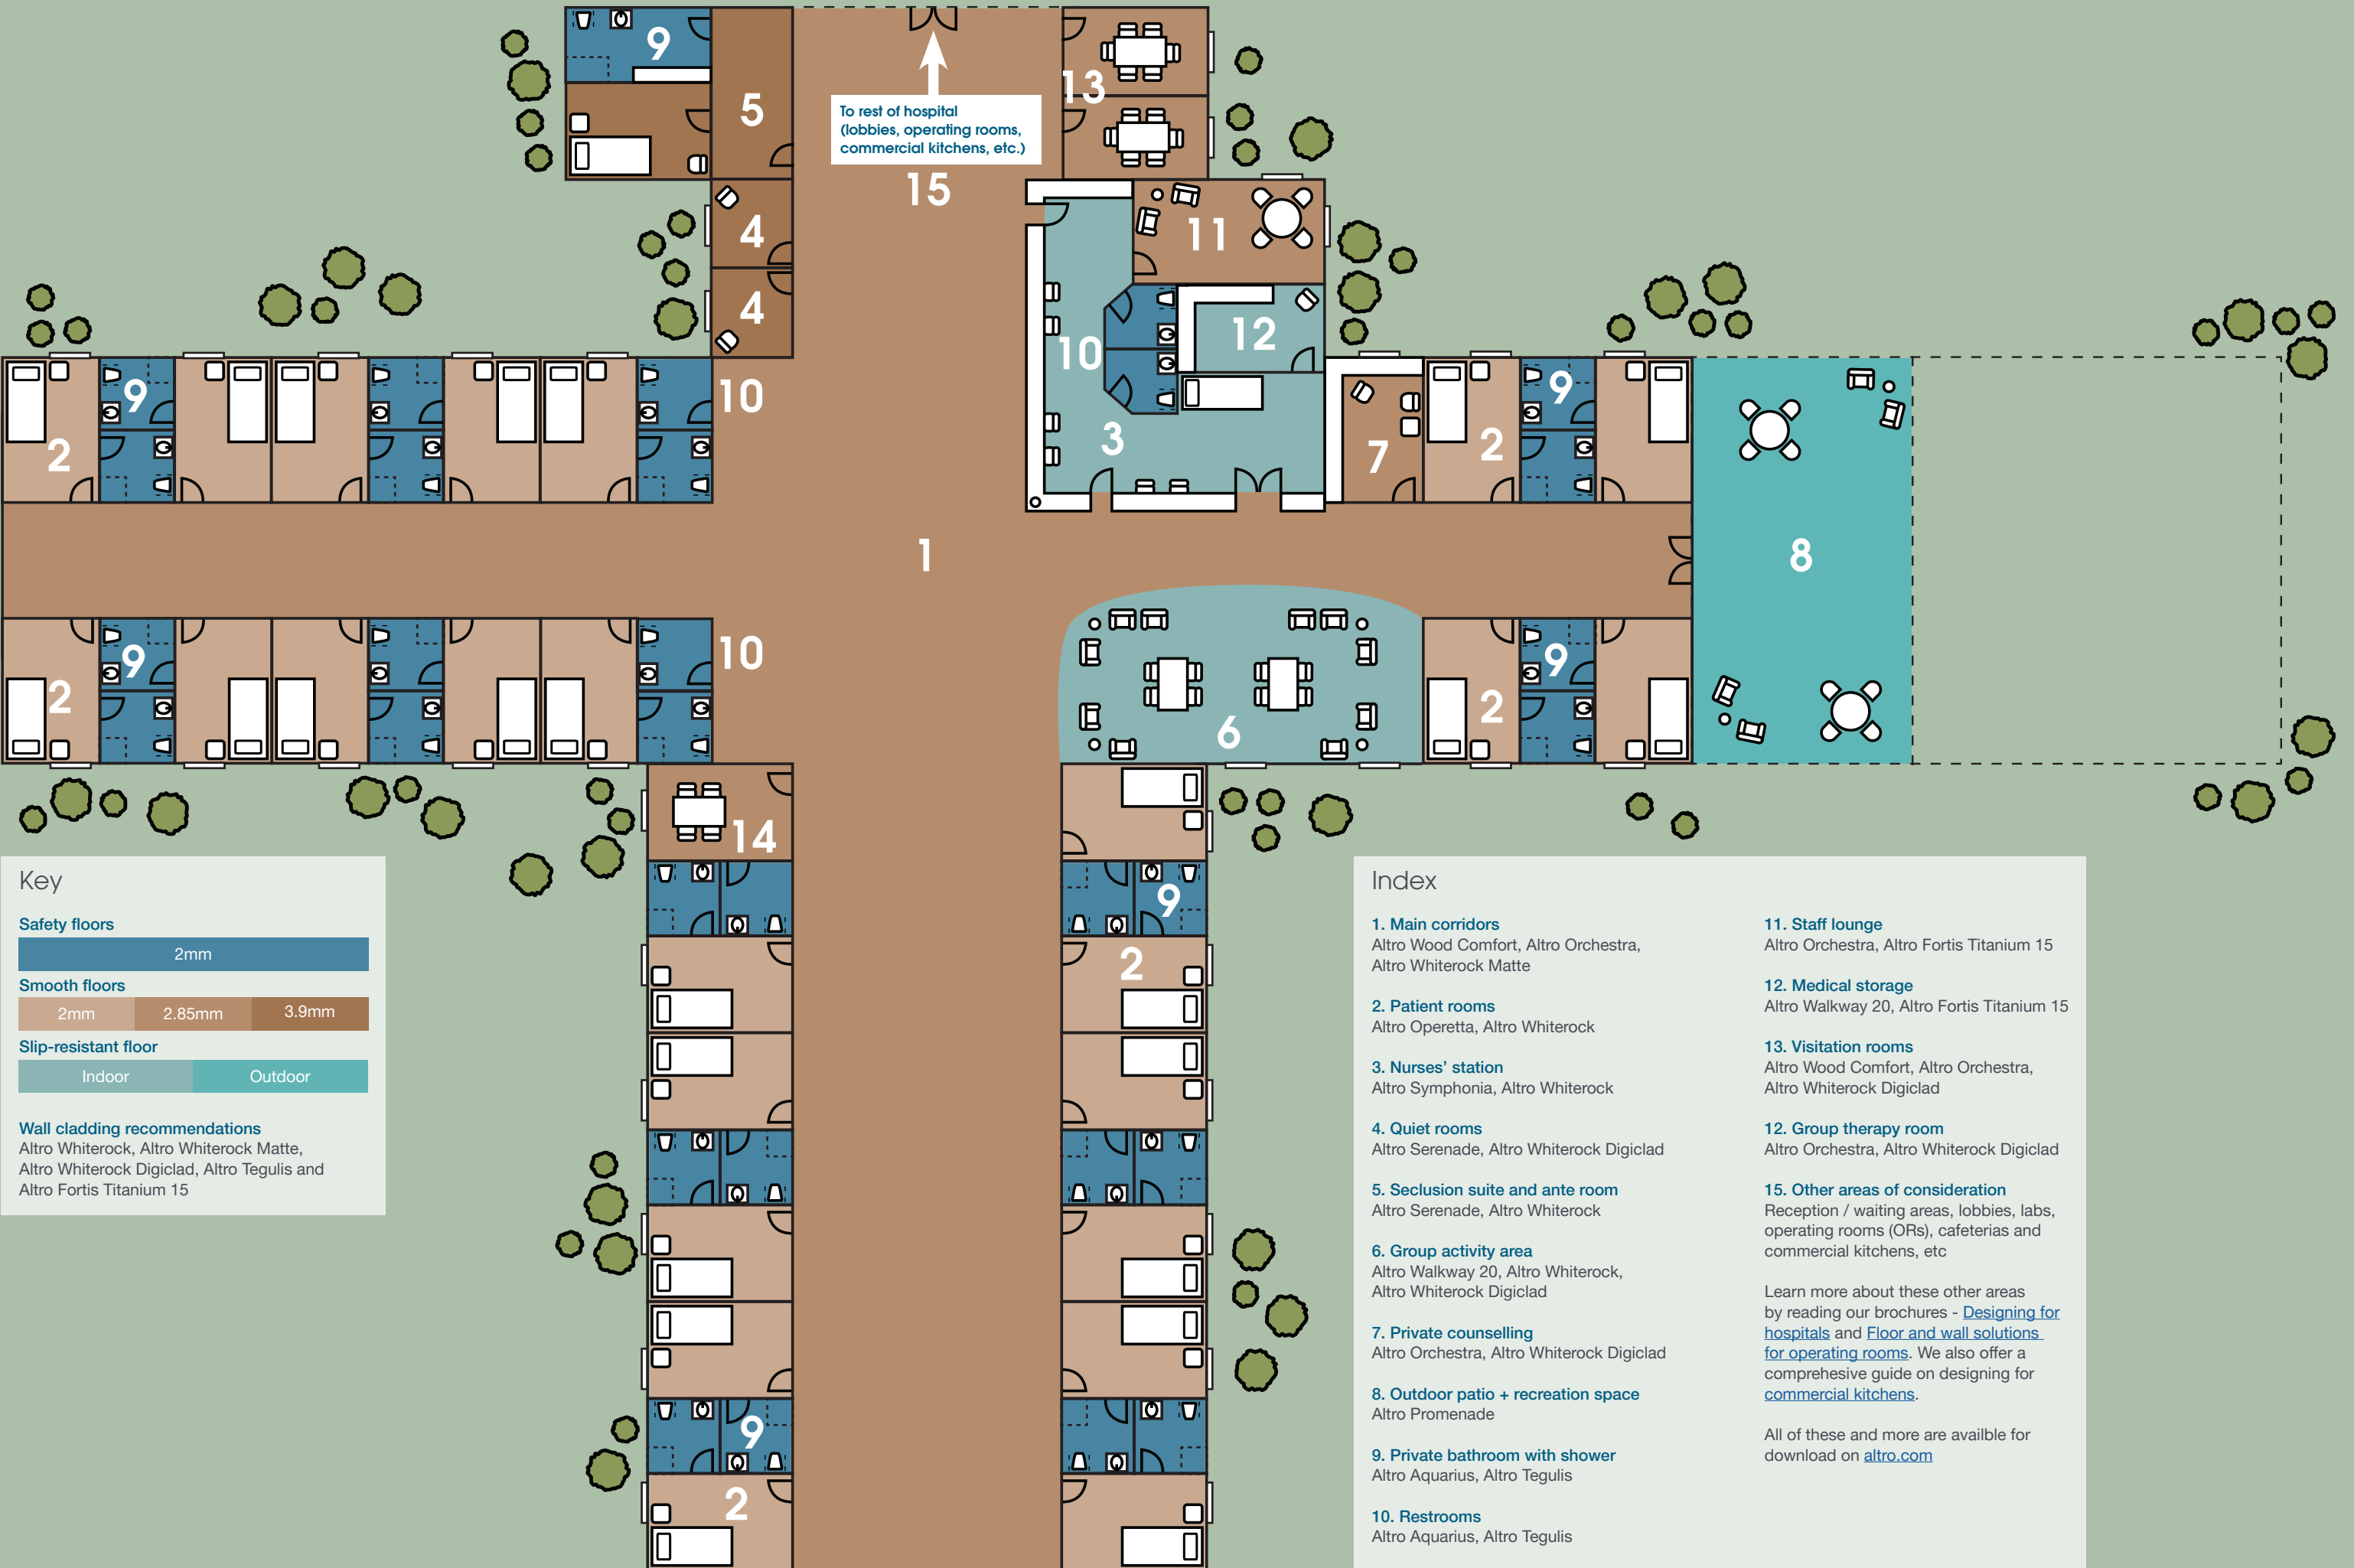 9
5
13
To rest of hospital
(lobbies, operating rooms,
commercial kitchens, etc.)
15
4
11
4
10
12
9
10
9
2
3
7
2
1
8
9
10
9
2
6
2
14
9
2
9
2
Key
Safety floors
2mm
Smooth floors
2mm 2.85mm 3.9mm
Slip-resistant floor
Indoor Outdoor
Wall cladding recommendations
Altro Whiterock, Altro Whiterock Matte,
Altro Whiterock Digiclad, Altro Tegulis and
Altro Fortis Titanium 15
Index
1. Main corridors
Altro Wood Comfort, Altro Orchestra,
Altro Whiterock Matte
2. Patient rooms
Altro Operetta, Altro Whiterock
3. Nurses’ station
Altro Symphonia, Altro Whiterock
4. Quiet rooms
Altro Serenade, Altro Whiterock Digiclad
5. Seclusion suite and ante room
Altro Serenade, Altro Whiterock
6. Group activity area
Altro Walkway 20, Altro Whiterock,
Altro Whiterock Digiclad
7. Private counselling
Altro Orchestra, Altro Whiterock Digiclad
8. Outdoor patio + recreation space
Altro Promenade
9. Private bathroom with shower
Altro Aquarius, Altro Tegulis
10. Restrooms
Altro Aquarius, Altro Tegulis
11. Staff lounge
Altro Orchestra, Altro Fortis Titanium 15
12. Medical storage
Altro Walkway 20, Altro Fortis Titanium 15
13. Visitation rooms
Altro Wood Comfort, Altro Orchestra,
Altro Whiterock Digiclad
12. Group therapy room
Altro Orchestra, Altro Whiterock Digiclad
15. Other areas of consideration
Reception / waiting areas, lobbies, labs,
operating rooms (ORs), cafeterias and
commercial kitchens, etc
Learn more about these other areas
by reading our brochures - Designing for
hospitals and Floor and wall solutions
for operating rooms. We also offer a
comprehesive guide on designing for
commercial kitchens.
All of these and more are availble for
download on altro.com